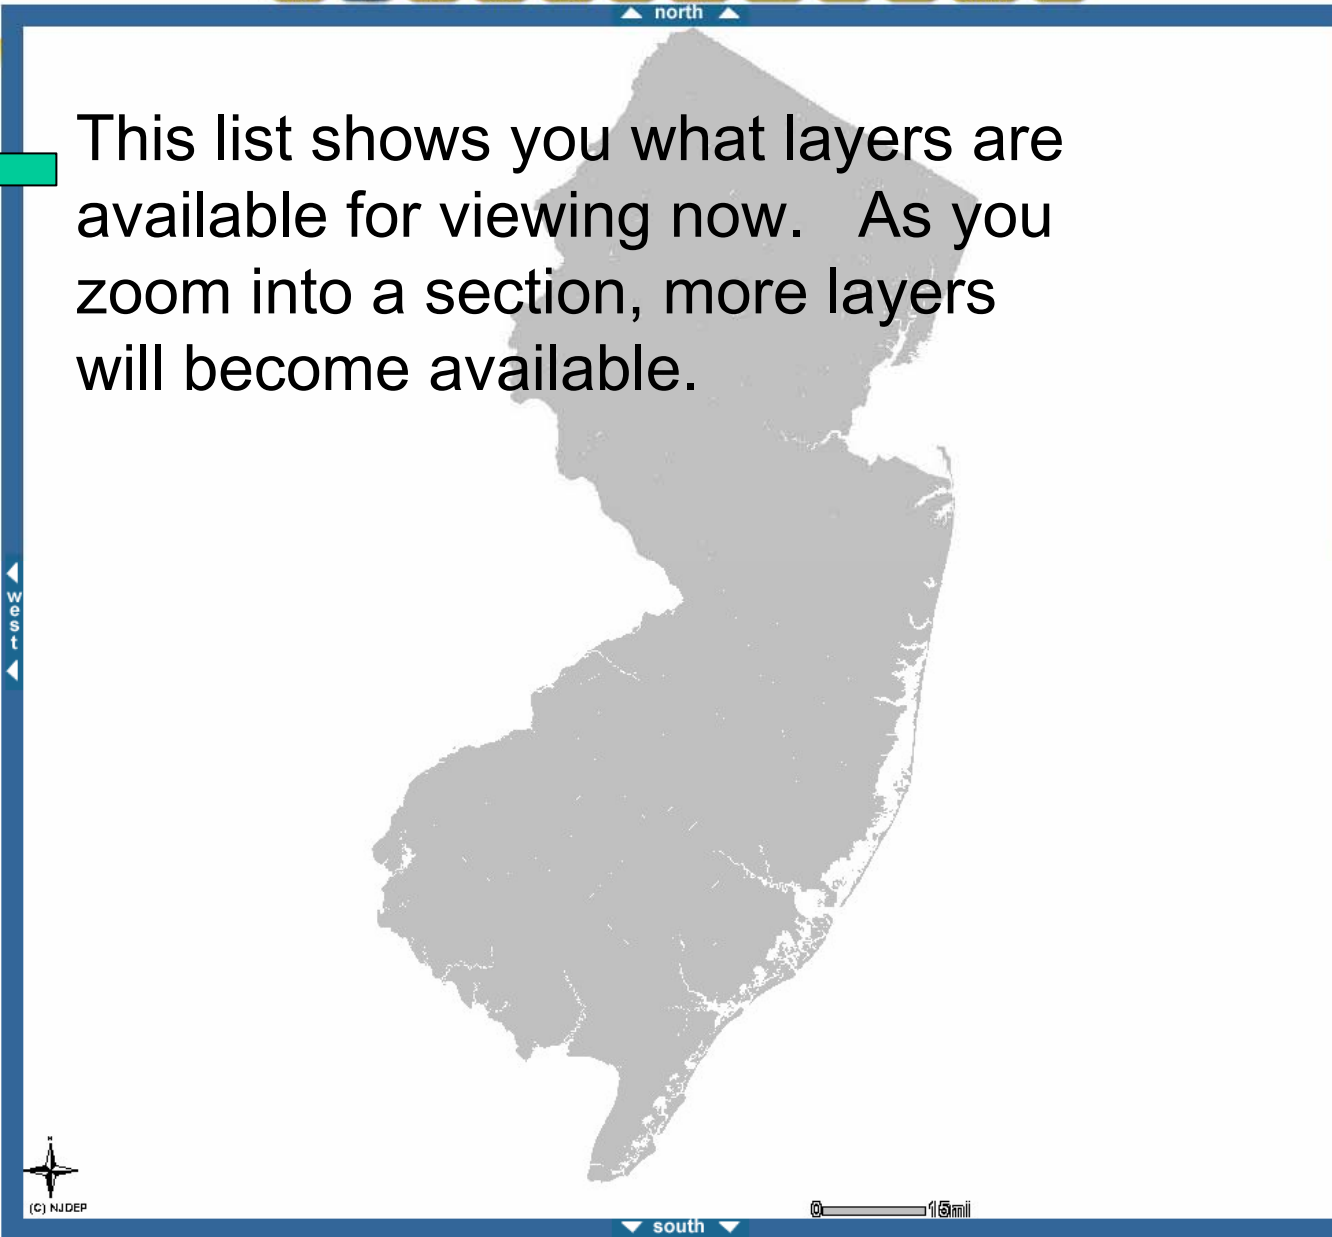 north
This list shows you what layers are
available for viewing now. As you
zoom into a section, more layers
will become available.
west
N
(C) NJDEP
0 15mi
south